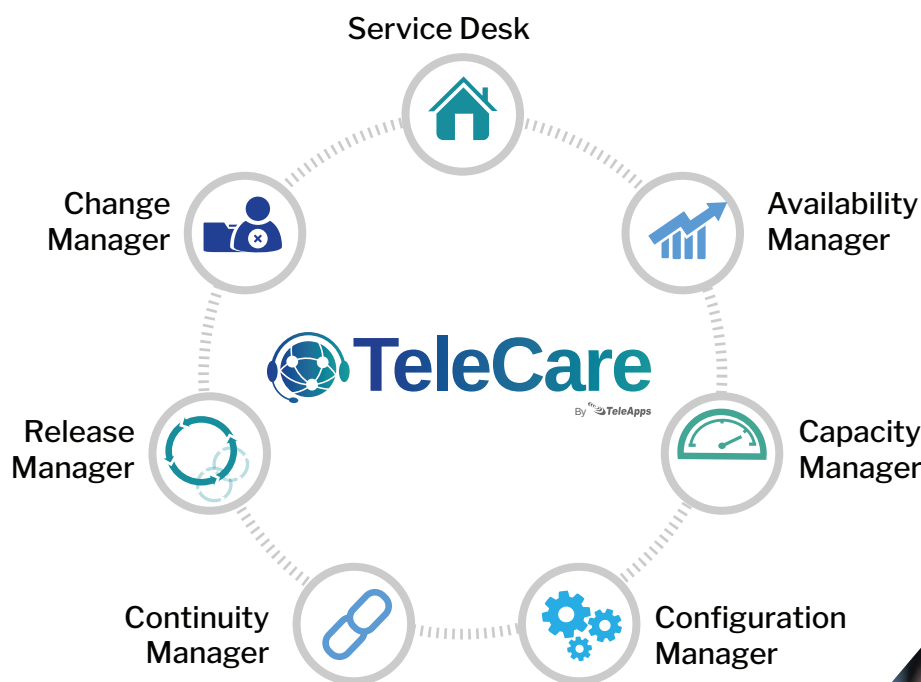 Service Desk
Change
Manager
Availability
Manager
TeleCare
By TeleApps
Release
Manager
Capacity
Manager
Continuity
Manager
Configuration
Manager